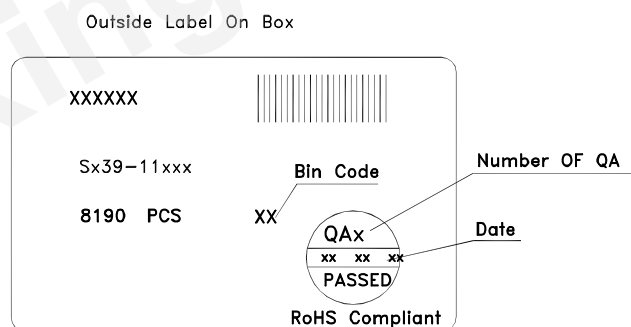 Outside Label On Box
XXXXXX
Sx39-11xxx
Bin Code
Number OF QA
8190 PCS
XX
QAx
Date
xx xx xx
PASSED
RoHS Compliant